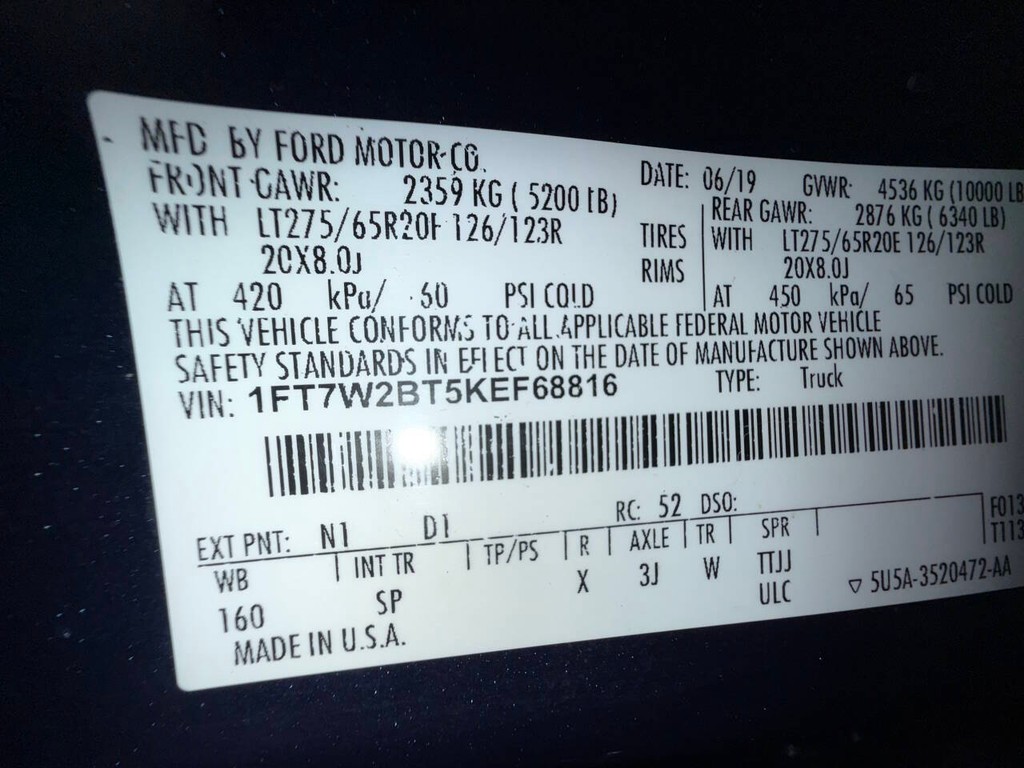 MFD BY FORD MOTOR CO.
DATE: 06/19 GVWR: 4536 KG (10000 LB
FRONT GAWR: 2359 KG ( 5200 LB)
REAR GAWR: 2876 KG ( 6340 LB)
WITH LT275/65R20E 126/123R TIRES WITH LT275/65R20E 126/123R
20X8.0J RIMS 20X8.0J
AT 420 kPa/ 60 PSI COLD AT 450 kPa/ 65 PSI COLD
THIS VEHICLE CONFORMS TO ALL APPLICABLE FEDERAL MOTOR VEHICLE
SAFETY STANDARDS IN EFFECT ON THE DATE OF MANUFACTURE SHOWN ABOVE.
VIN: 1FT7W2BT5KEF68816 TYPE: Truck
EXT PNT: N1 D1 RC: 52 DSO: F013
WB INT TR TP/PS R AXLE TR SPR T113
160 SP X 3J W TTJJ
ULC ▽ 5U5A-3520472-AA
MADE IN U.S.A.